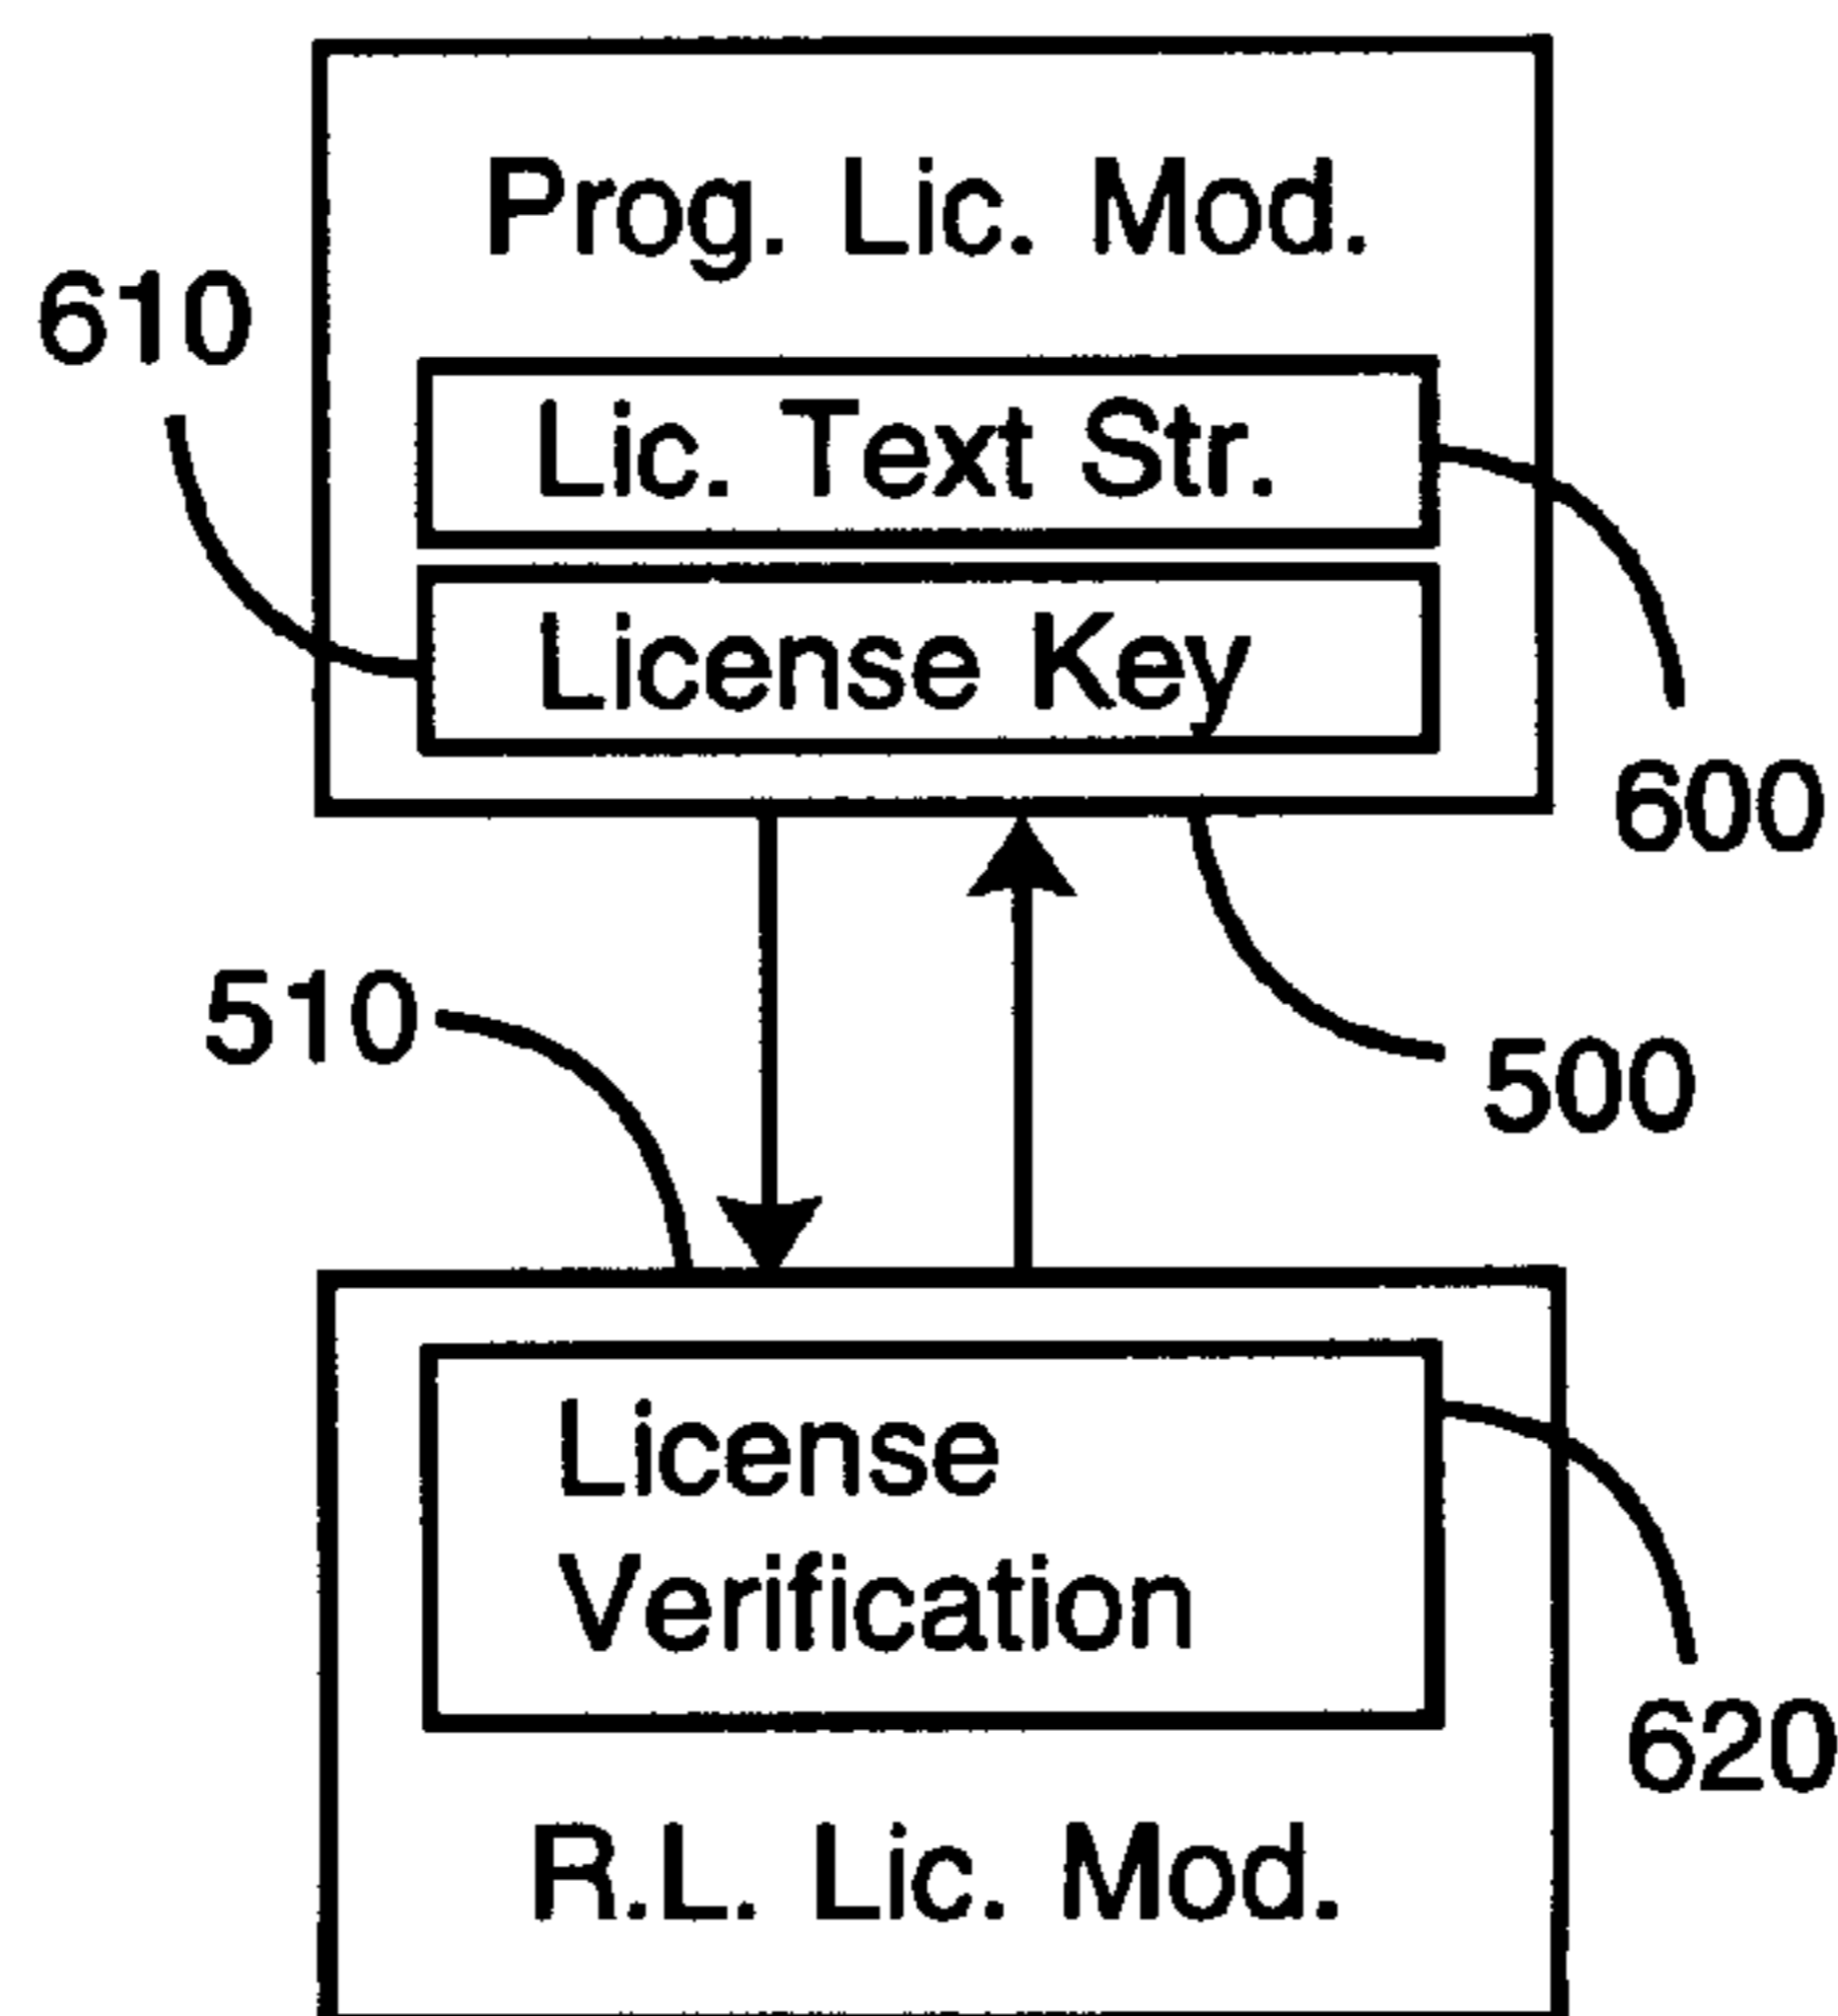 Prog. Lic. Mod.
610
Lic. Text Str.
License Key
600
510
500
License
Verification
620
R.L. Lic. Mod.